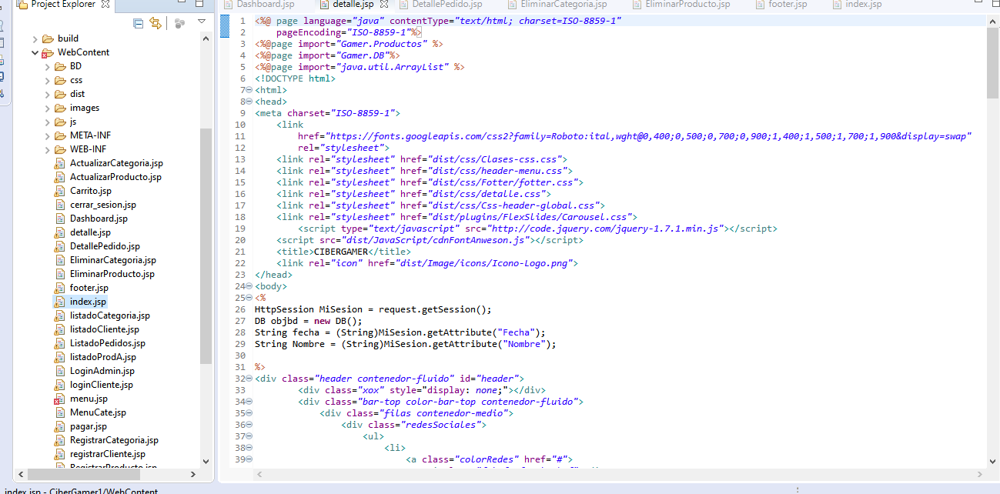 Project Explorer
Dashboard.jsp
detalle.jsp
DetallePedido.jsp
EliminarCategoria.jsp
EliminarProducto.jsp
footer.jsp
index.jsp
build
WebContent
BD
css
dist
images
js
META-INF
WEB-INF
ActualizarCategoria.jsp
ActualizarProducto.jsp
Carrito.jsp
cerrar_sesion.jsp
Dashboard.jsp
detalle.jsp
DetallePedido.jsp
EliminarCategoria.jsp
EliminarProducto.jsp
footer.jsp
index.jsp
listadoCategoria.jsp
listadoCliente.jsp
ListadoPedidos.jsp
listadoProdA.jsp
LoginAdmin.jsp
loginCliente.jsp
menu.jsp
MenuCate.jsp
pagar.jsp
RegistrarCategoria.jsp
registrarCliente.jsp
RegistrarProducto.jsp
1 <%@ page language="java" contentType="text/html; charset=ISO-8859-1"
2     pageEncoding="ISO-8859-1"%>
3 <%@page import="Gamer.Productos" %>
4 <%@page import="Gamer.DB"%>
5 <%@page import="java.util.ArrayList" %>
6 <!DOCTYPE html>
7 <html>
8 <head>
9 <meta charset="ISO-8859-1">
10     <link
11         href="https://fonts.googleapis.com/css2?family=Roboto:ital,wght@0,400;0,500;0,700;0,900;1,400;1,500;1,700;1,900&display=swap"
12         rel="stylesheet">
13     <link rel="stylesheet" href="dist/css/Clases-css.css">
14     <link rel="stylesheet" href="dist/css/header-menu.css">
15     <link rel="stylesheet" href="dist/css/Fotter/fotter.css">
16     <link rel="stylesheet" href="dist/css/detalle.css">
17     <link rel="stylesheet" href="dist/css/Css-header-global.css">
18     <link rel="stylesheet" href="dist/plugins/FlexSlides/Carousel.css">
19         <script type="text/javascript" src="http://code.jquery.com/jquery-1.7.1.min.js"></script>
20     <script src="dist/JavaScript/cdnFontAnweson.js"></script>
21     <title>CIBERGAMER</title>
22     <link rel="icon" href="dist/Image/icons/Icono-Logo.png">
23 </head>
24 <body>
25 <%
26 HttpSession MiSesion = request.getSession();
27 DB objbd = new DB();
28 String fecha = (String)MiSesion.getAttribute("Fecha");
29 String Nombre = (String)MiSesion.getAttribute("Nombre");
30
31 %>
32 <div class="header contenedor-fluido" id="header">
33         <div class="xox" style="display: none;"></div>
34         <div class="bar-top color-bar-top contenedor-fluido">
35             <div class="filas contenedor-medio">
36                 <div class="redesSociales">
37                     <ul>
38                         <li>
39                             <a class="colorRedes" href="#">
index.jsp - CiberGamer1/WebContent